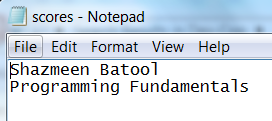 scores - Notepad
File Edit Format View Help
Shazmeen Batool
Programming Fundamentals